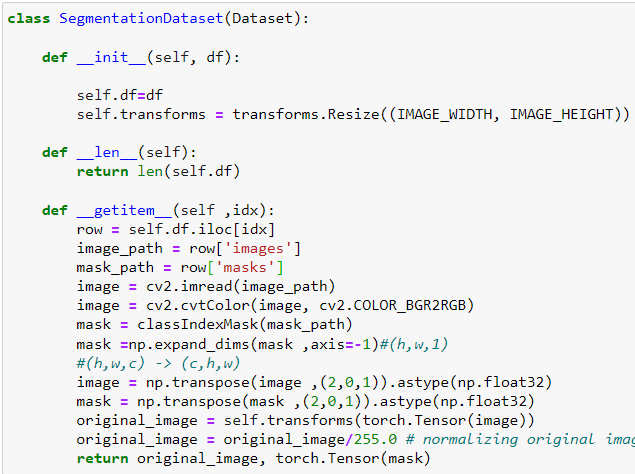 class SegmentationDataset(Dataset):
def __init__(self, df):
self.df=df
self.transforms = transforms.Resize((IMAGE_WIDTH, IMAGE_HEIGHT))
def __len__(self):
return len(self.df)
def __getitem__(self ,idx):
row = self.df.iloc[idx]
image_path = row['images']
mask_path = row['masks']
image = cv2.imread(image_path)
image = cv2.cvtColor(image, cv2.COLOR_BGR2RGB)
mask = classIndexMask(mask_path)
mask =np.expand_dims(mask ,axis=-1)#(h,w,1)
#(h,w,c) -> (c,h,w)
image = np.transpose(image ,(2,0,1)).astype(np.float32)
mask = np.transpose(mask ,(2,0,1)).astype(np.float32)
original_image = self.transforms(torch.Tensor(image))
original_image = original_image/255.0 # normalizing original imag
return original_image, torch.Tensor(mask)